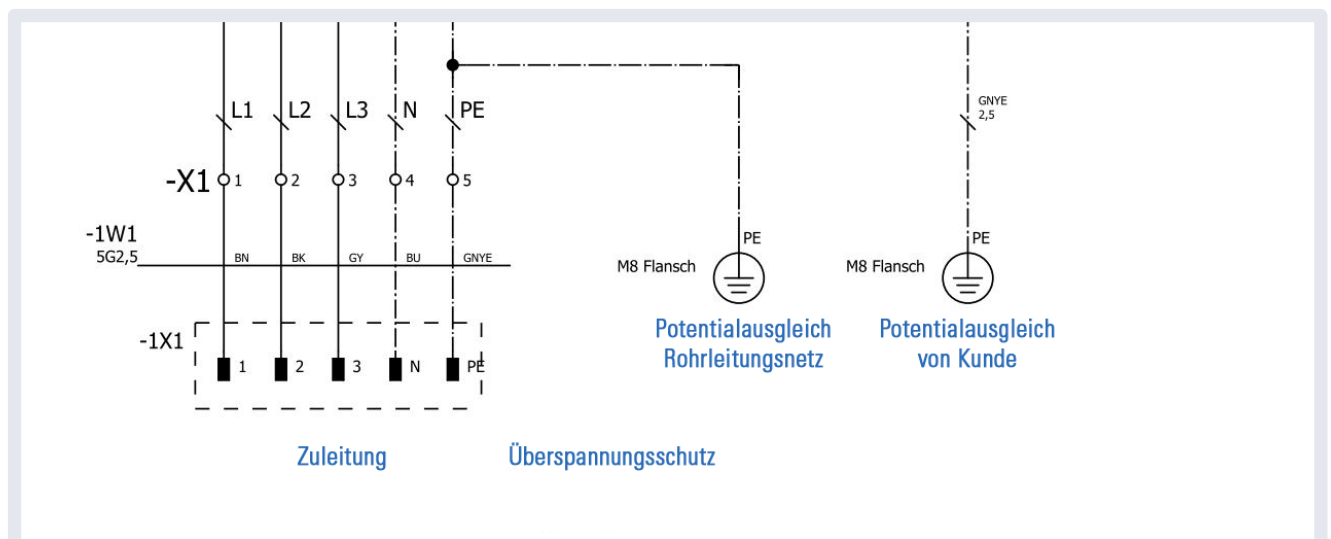 L1 L2 L3 N PE
GNYE
2,5
-X1 1 2 3 4 5
-1W1
5G2,5
BN BK GY BU GNYE
PE
M8 Flansch
PE
M8 Flansch
-1X1
1 2 3 N PE
Potentialausgleich
Rohrleitungsnetz
Potentialausgleich
von Kunde
Zuleitung
Überspannungsschutz